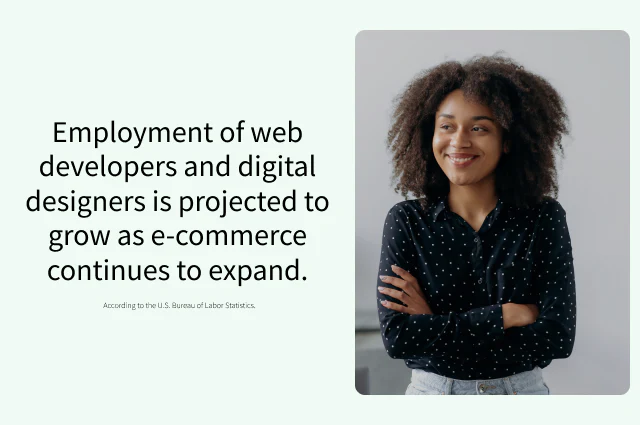 Employment of web
developers and digital
designers is projected to
grow as e-commerce
continues to expand.
According to the U.S. Bureau of Labor Statistics.